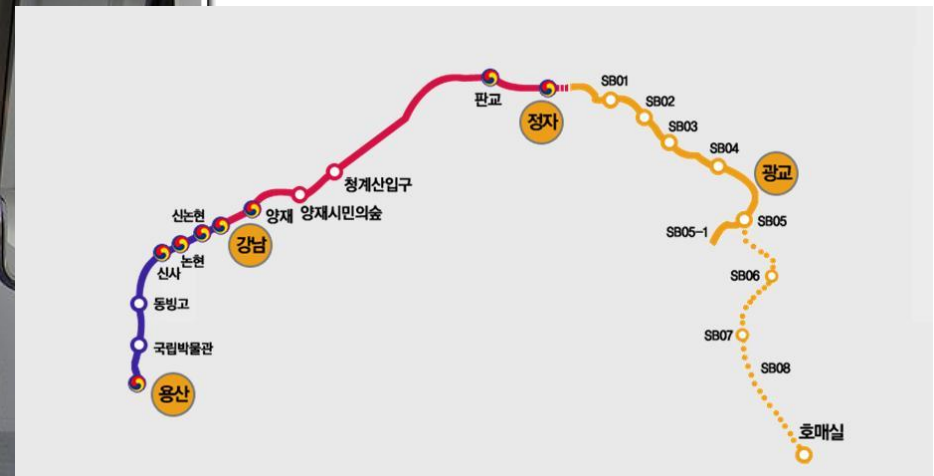 SB01
판교
SB02
정자
SB03
SB04
광교
청계산입구
신논현
양재
양재시민의숲
SB05
SB05-1
강남
논현
신사
SB06
동빙고
SB07
국립박물관
SB08
용산
호매실